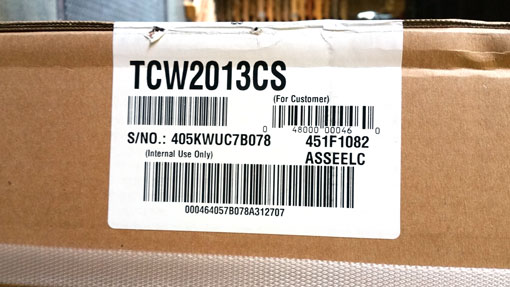 TCW2013CS
(For Customer)
0 48000 00046 0
S/NO.: 405KWUC7B078 451F1082
(Internal Use Only) ASSEELC
000464057B078A312707